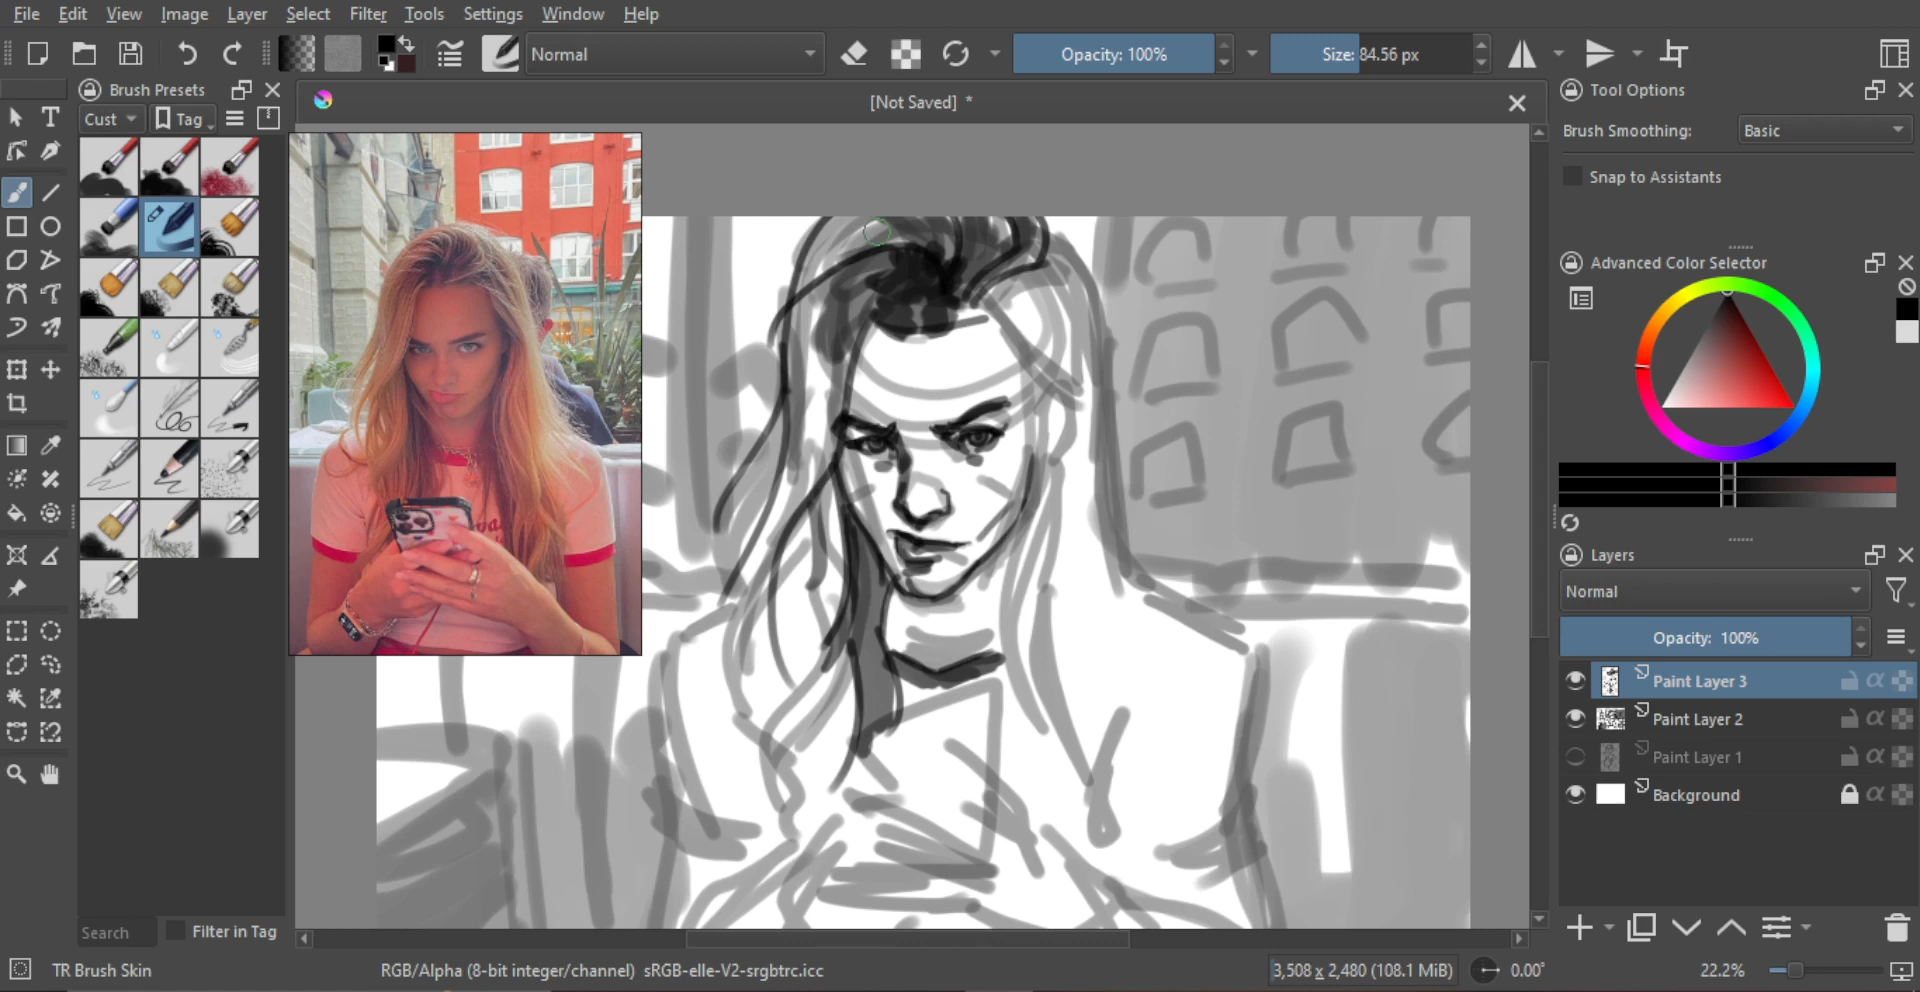 File Edit View Image Layer Select Filter Tools Settings Window Help
Normal
Opacity: 100%
Size: 84.56 px
Brush Presets
Cust
Tag
[Not Saved] *
Tool Options
Brush Smoothing:
Basic
Snap to Assistants
Advanced Color Selector
Layers
Normal
Opacity: 100%
Paint Layer 3
Paint Layer 2
Paint Layer 1
Background
Search
Filter in Tag
TR Brush Skin
RGB/Alpha (8-bit integer/channel) sRGB-elle-V2-srgbtrc.icc
3,508 x 2,480 (108.1 MiB)
0.00°
22.2%